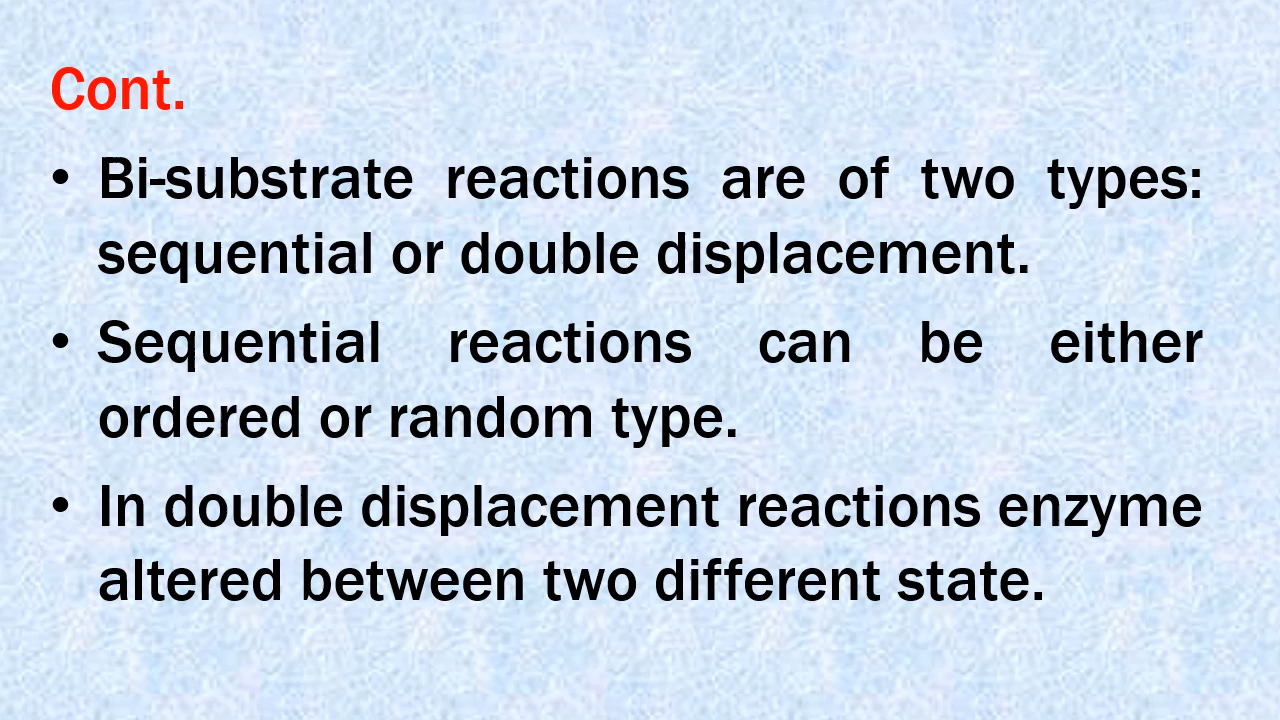 Cont.
• Bi-substrate reactions are of two types:
sequential or double displacement.
• Sequential reactions can be either
ordered or random type.
• In double displacement reactions enzyme
altered between two different state.